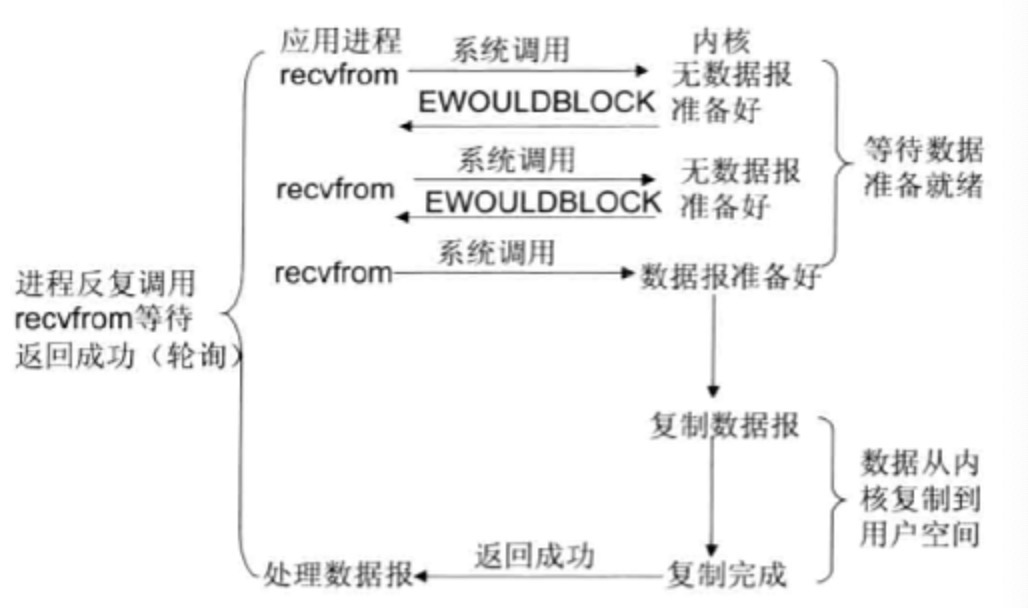 应用进程
系统调用
内核
recvfrom
无数据报
准备好
EWOULDBLOCK
系统调用
无数据报
准备好
recvfrom
EWOULDBLOCK
等待数据
准备就绪
系统调用
recvfrom
数据报准备好
进程反复调用
recvfrom等待
返回成功（轮询）
复制数据报
数据从内
核复制到
用户空间
返回成功
处理数据报
复制完成